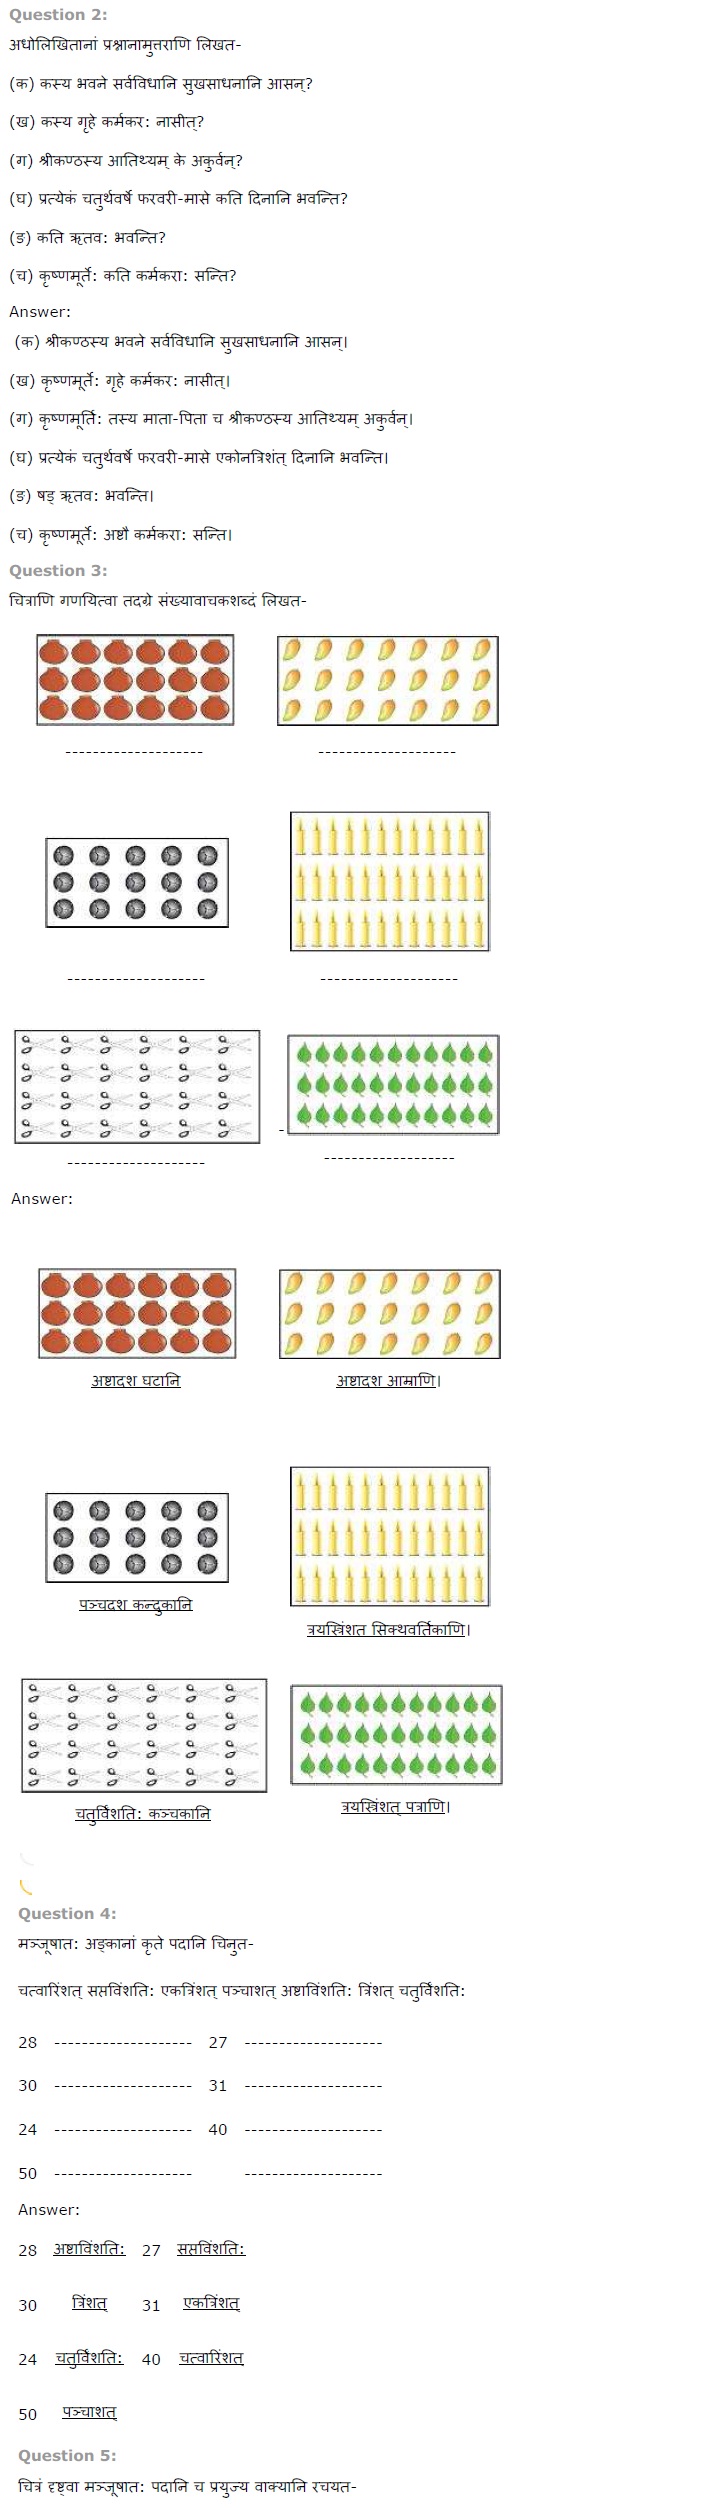 Question 2:
अधोलिखितानां प्रश्नानामुत्तराणि लिखत-
(क) कस्य भवने सर्वविधानि सुखसाधनानि आसन्?
(ख) कस्य गृहे कर्मकर: नासीत्?
(ग) श्रीकण्ठस्य आतिथ्यम् के अकुर्वन्?
(घ) प्रत्येकं चतुर्थवर्षे फरवरी-मासे कति दिनानि भवन्ति?
(ङ) कति ऋतव: भवन्ति?
(च) कृष्णमूर्ते: कति कर्मकरा: सन्ति?
Answer:
(क) श्रीकण्ठस्य भवने सर्वविधानि सुखसाधनानि आसन्।
(ख) कृष्णमूर्ते: गृहे कर्मकर: नासीत्।
(ग) कृष्णमूर्ति: तस्य माता-पिता च श्रीकण्ठस्य आतिथ्यम् अकुर्वन्।
(घ) प्रत्येकं चतुर्थवर्षे फरवरी-मासे एकोनत्रिशंत् दिनानि भवन्ति।
(ङ) षड् ऋतव: भवन्ति।
(च) कृष्णमूर्ते: अष्टौ कर्मकरा: सन्ति।
Question 3:
चित्राणि गणयित्वा तदग्रे संख्यावाचकशब्दं लिखत-
-------------------- --------------------
-------------------- --------------------
-
-------------------- -------------------
Answer:
अष्टादश घटानि अष्टादश आम्राणि।
पञ्चदश कन्दुकानि
त्रयस्त्रिंशत सिक्थवर्तिकाणि।
चतुर्विंशति: कञ्चकानि त्रयस्त्रिंशत् पत्राणि।
Question 4:
मञ्जूषात: अङ्कानां कृते पदानि चिनुत-
चत्वारिंशत् सप्तविंशति: एकत्रिंशत् पञ्चाशत् अष्टाविंशति: त्रिंशत् चतुर्विंशति:
28 -------------------- 27 --------------------
30 -------------------- 31 --------------------
24 -------------------- 40 --------------------
50 -------------------- --------------------
Answer:
28 अष्टाविंशति: 27 सप्तविंशति:
30 त्रिंशत् 31 एकत्रिंशत्
24 चतुर्विंशति: 40 चत्वारिंशत्
50 पञ्चाशत्
Question 5:
चित्रं दृष्ट्वा मञ्जूषात: पदानि च प्रयुज्य वाक्यानि रचयत-